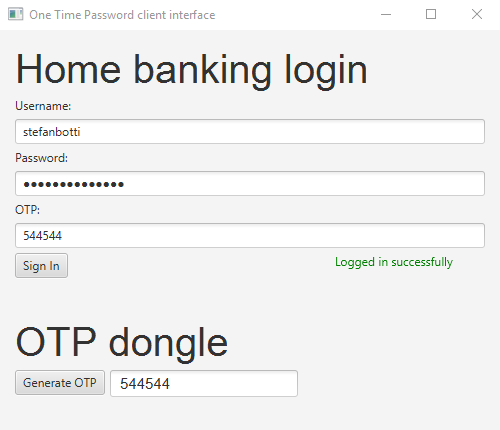 One Time Password client interface
Home banking login
Username:
stefanbotti
Password:
••••••••••••••
OTP:
544544
Sign In
Logged in successfully
OTP dongle
Generate OTP
544544